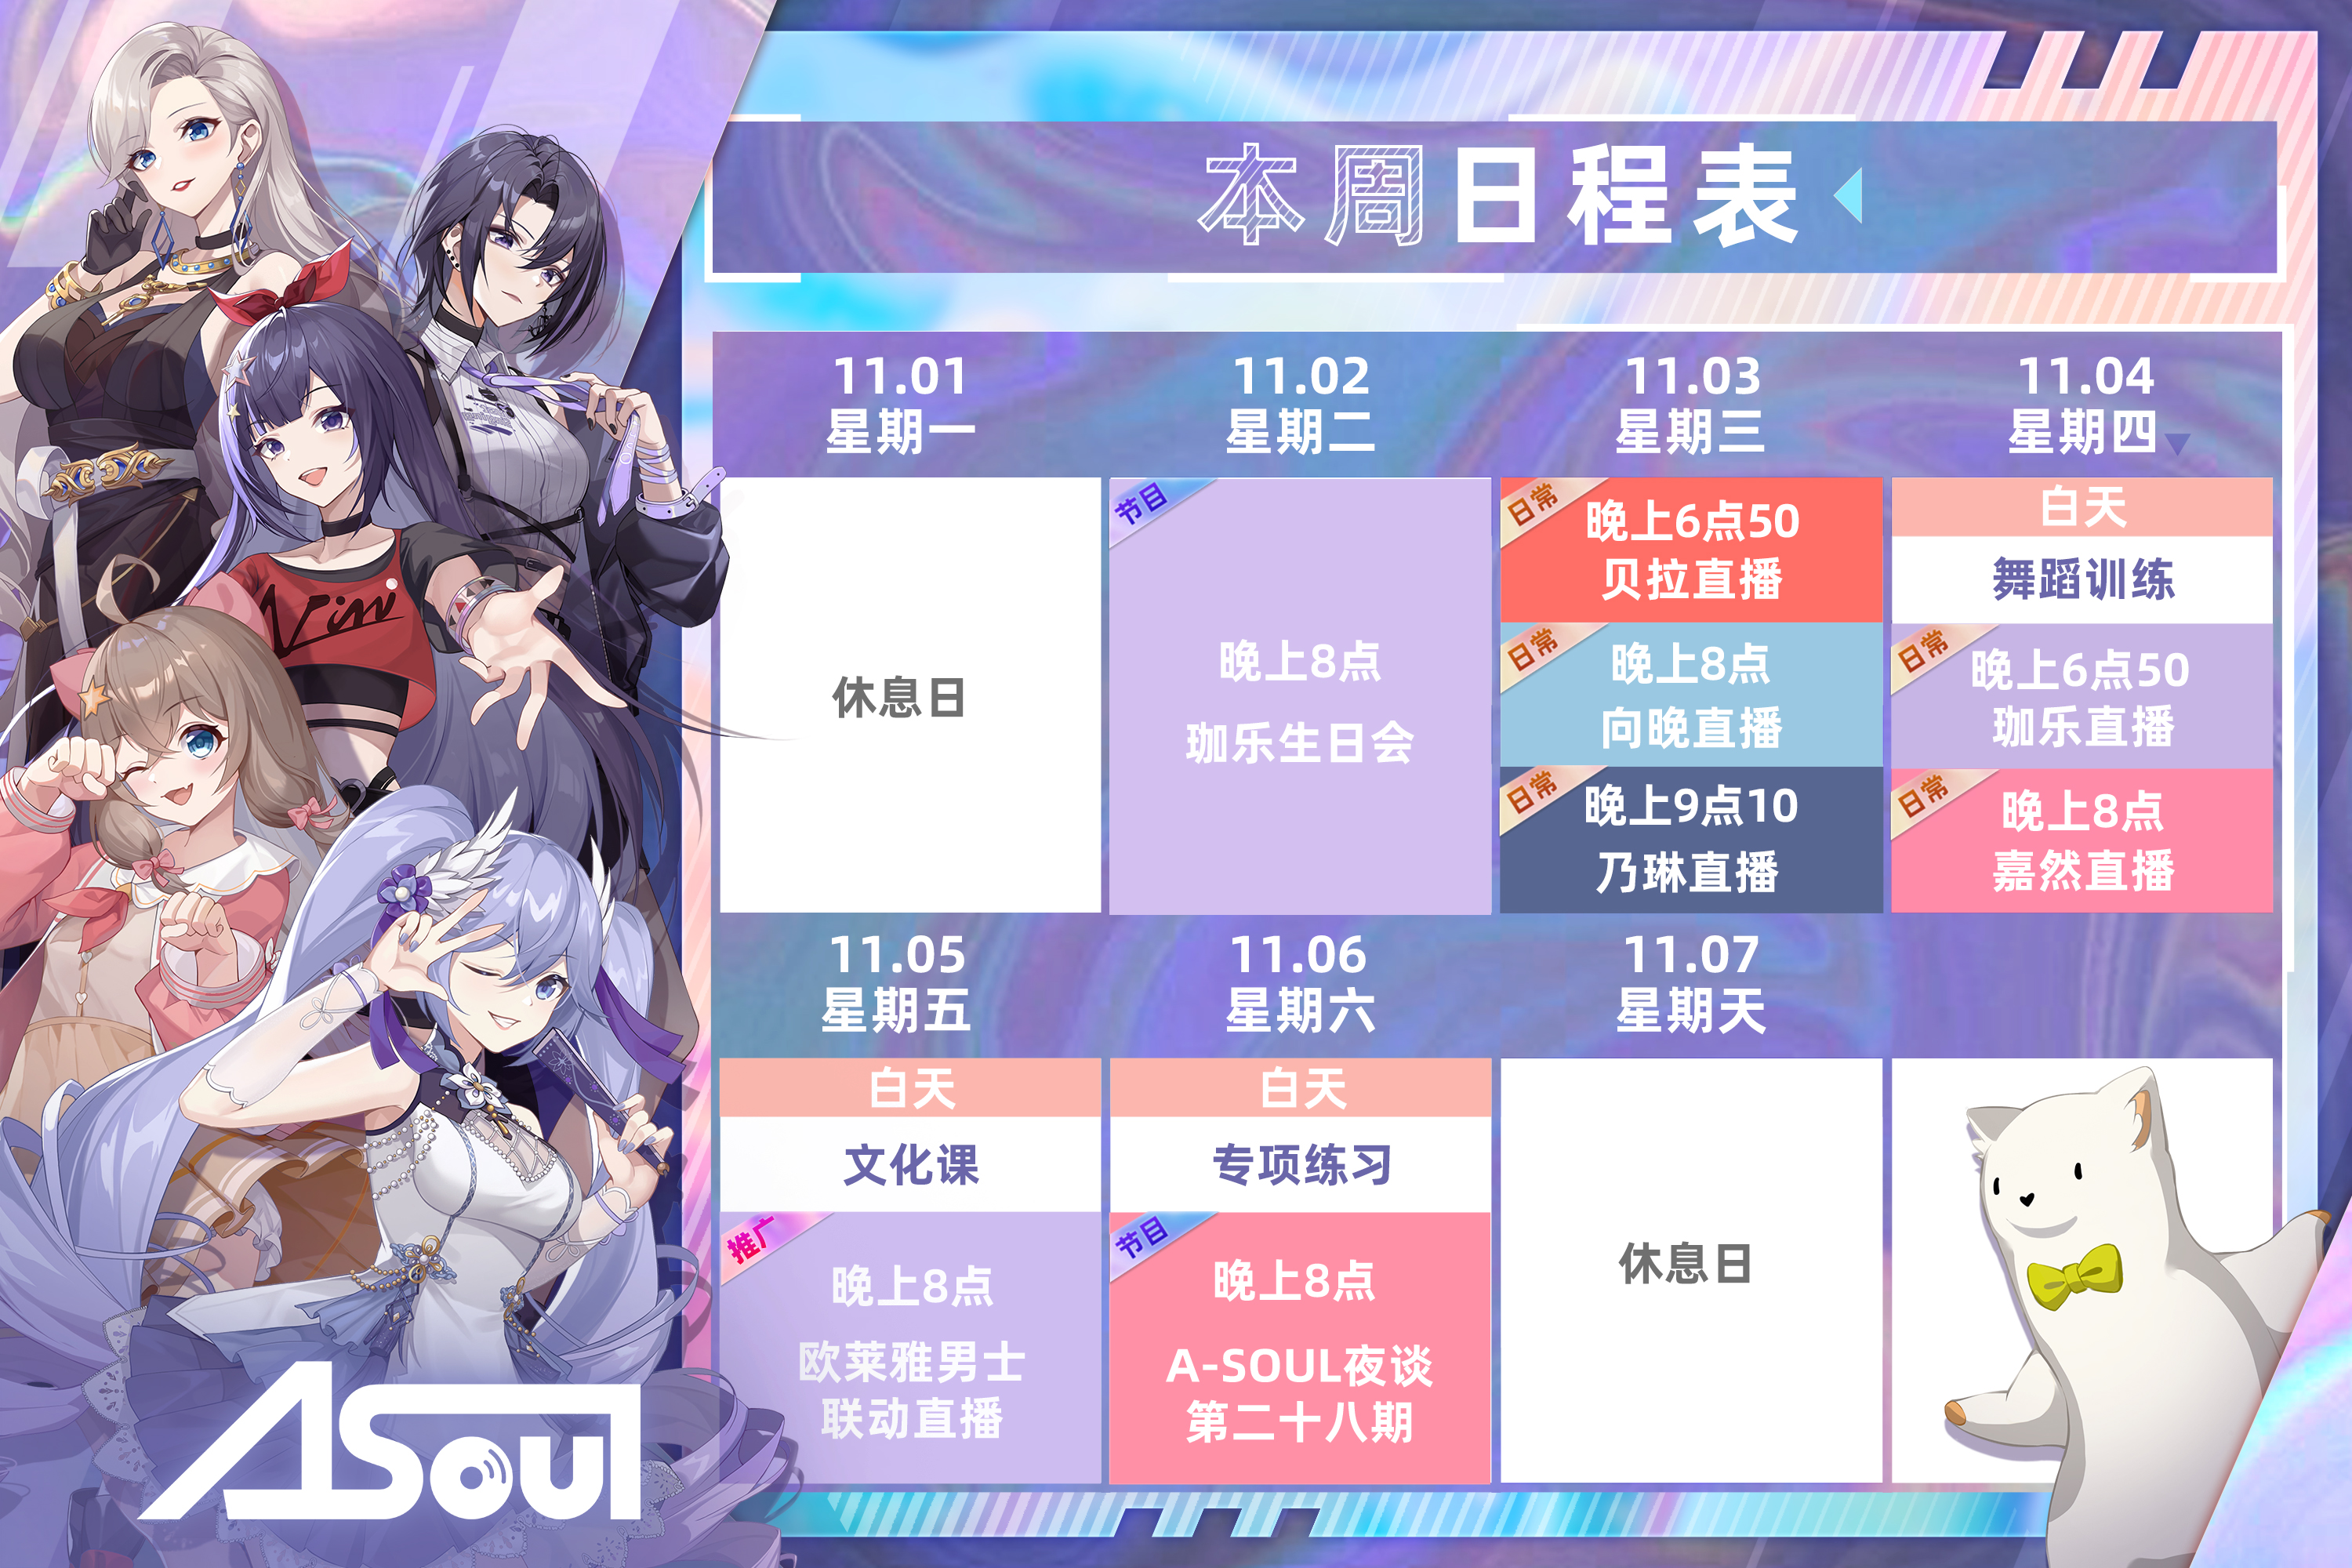 本周日程表
11.01
星期一
11.02
星期二
11.03
星期三
11.04
星期四
休息日
节目
晚上8点
珈乐生日会
日常
晚上6点50
贝拉直播
日常
晚上8点
向晚直播
日常
晚上9点10
乃琳直播
白天
舞蹈训练
日常
晚上6点50
珈乐直播
日常
晚上8点
嘉然直播
11.05
星期五
11.06
星期六
11.07
星期天
白天
文化课
推广
晚上8点
欧莱雅男士
联动直播
白天
专项练习
节目
晚上8点
A-SOUL夜谈
第二十八期
休息日
ASoul